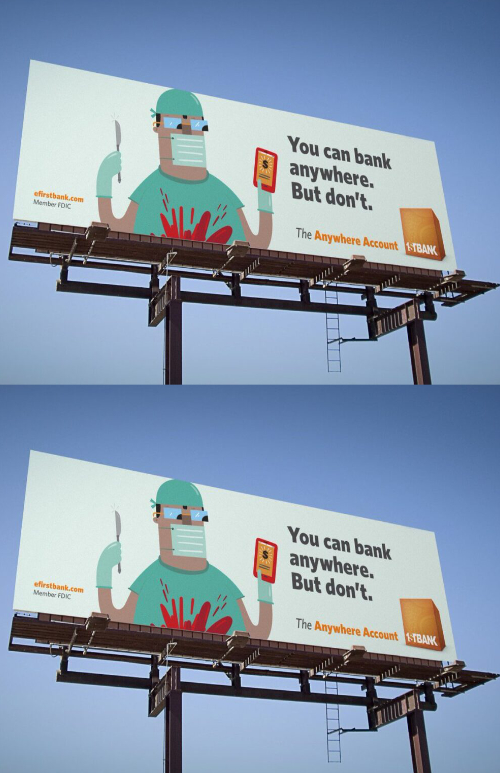 You can bank
anywhere.
But don't.
efirstbank.com
Member FDIC
$
The Anywhere Account
1STBANK
You can bank
anywhere.
But don't.
efirstbank.com
Member FDIC
$
The Anywhere Account
1STBANK